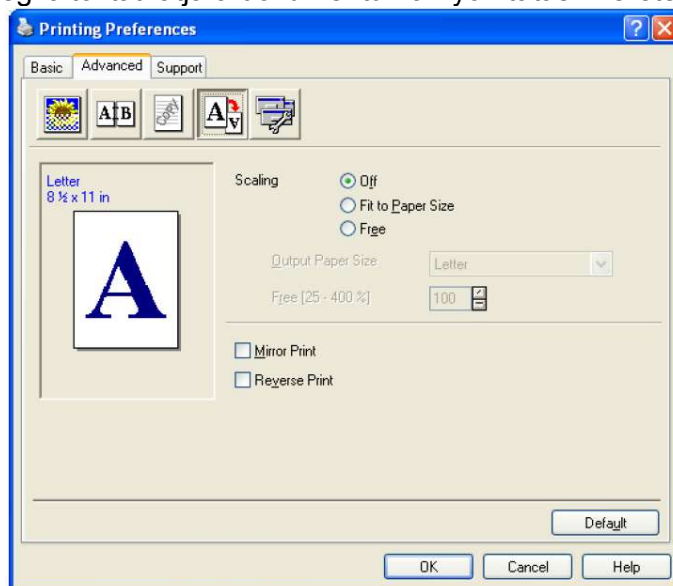 Printing Preferences
Basic Advanced Support
A B COPY A A
Letter
8 ½ x 11 in
A
Scaling Off
Fit to Paper Size
Free
Output Paper Size Letter
Free [25 - 400 %] 100
Mirror Print
Reverse Print
Default
OK Cancel Help